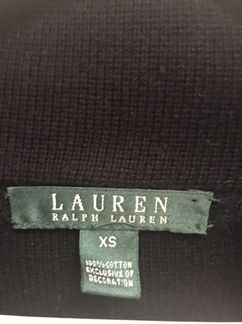 LAUREN
RALPH LAUREN
XS
100% COTTON
EXCLUSIVE OF
DECORATION